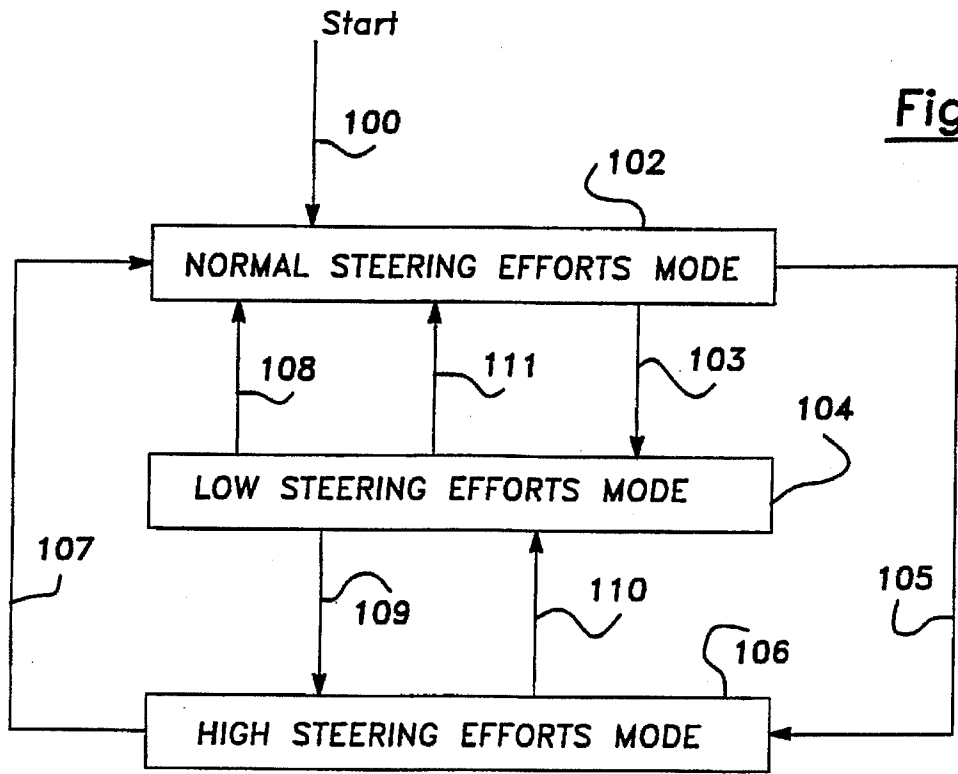 Start
100
Fig
102
NORMAL STEERING EFFORTS MODE
108
111
103
104
LOW STEERING EFFORTS MODE
107
109
110
105
106
HIGH STEERING EFFORTS MODE